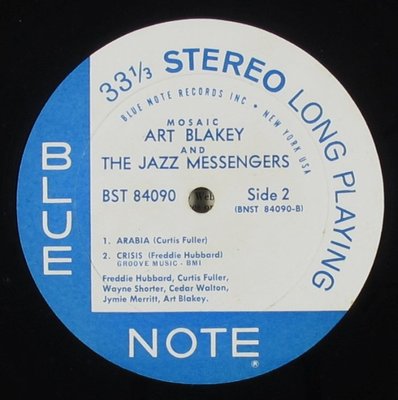 33⅓ STEREO LONG PLAYING
BLUE NOTE RECORDS INC • NEW YORK USA
MOSAIC
ART BLAKEY
AND
THE JAZZ MESSENGERS
BST 84090
Side 2
(BNST 84090-B)
Web
1. ARABIA (Curtis Fuller)
2. CRISIS (Freddie Hubbard)
GROOVE MUSIC - BMI
Freddie Hubbard, Curtis Fuller,
Wayne Shorter, Cedar Walton,
Jymie Merritt, Art Blakey.
BLUE
NOTE®